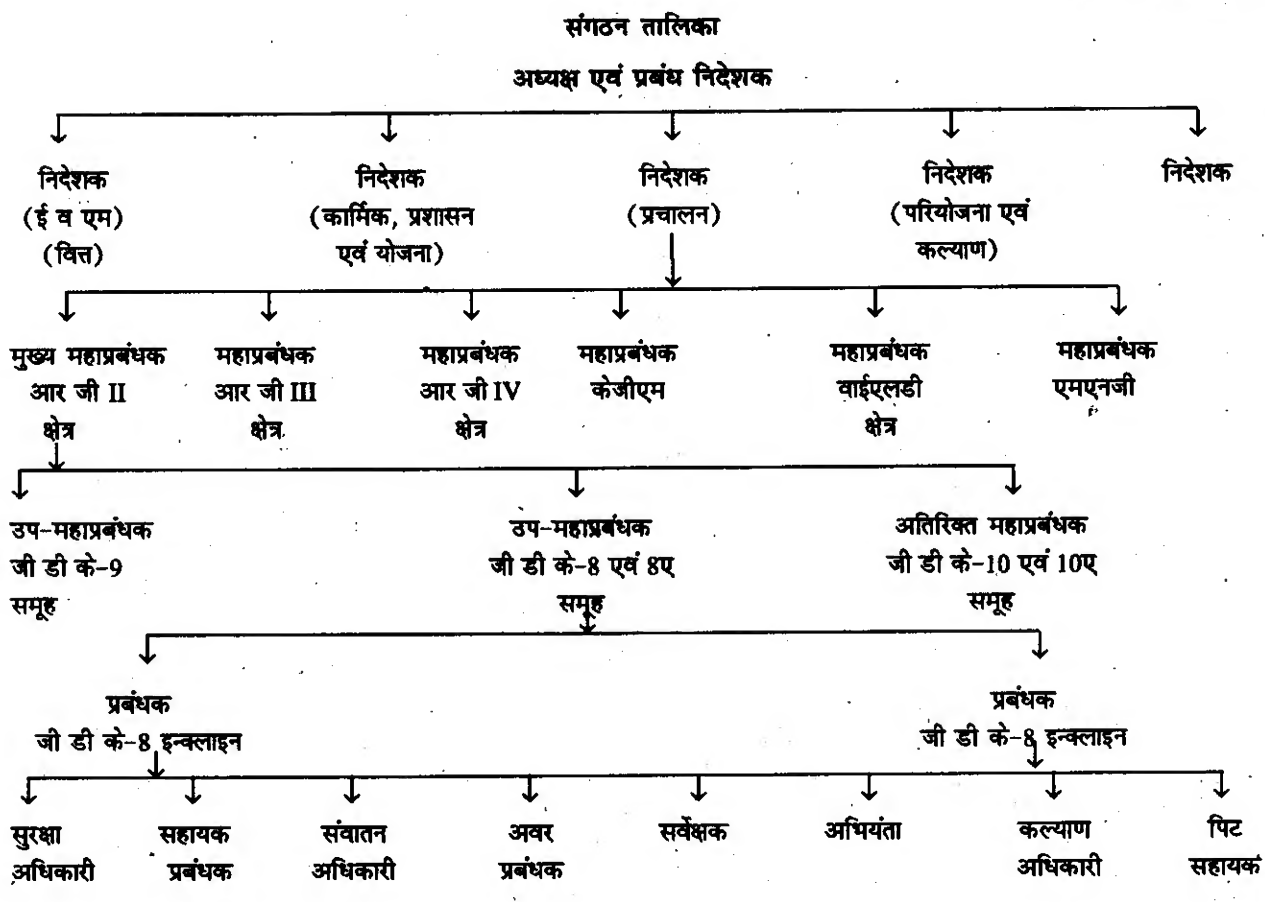 संगठन तालिका
अध्यक्ष एवं प्रबंध निदेशक
निदेशक
(ई व एम)
(वित्त)
निदेशक
(कार्मिक, प्रशासन
एवं योजना)
निदेशक
(प्रचालन)
निदेशक
(परियोजना एवं
कल्याण)
निदेशक
मुख्य महाप्रबंधक
आर जी II
क्षेत्र
महाप्रबंधक
आर जी III
क्षेत्र
महाप्रबंधक
आर जी IV
क्षेत्र
महाप्रबंधक
केजीएम
महाप्रबंधक
वाईएलडी
क्षेत्र
महाप्रबंधक
एमएनजी
उप-महाप्रबंधक
जी डी के-9
समूह
उप-महाप्रबंधक
जी डी के-8 एवं 8ए
समूह
अतिरिक्त महाप्रबंधक
जी डी के-10 एवं 10ए
समूह
प्रबंधक
जी डी के-8 इन्क्लाइन
प्रबंधक
जी डी के-8 इन्क्लाइन
सुरक्षा
अधिकारी
सहायक
प्रबंधक
संवातन
अधिकारी
अवर
प्रबंधक
सर्वेक्षक
अभियंता
कल्याण
अधिकारी
पिट
सहायक